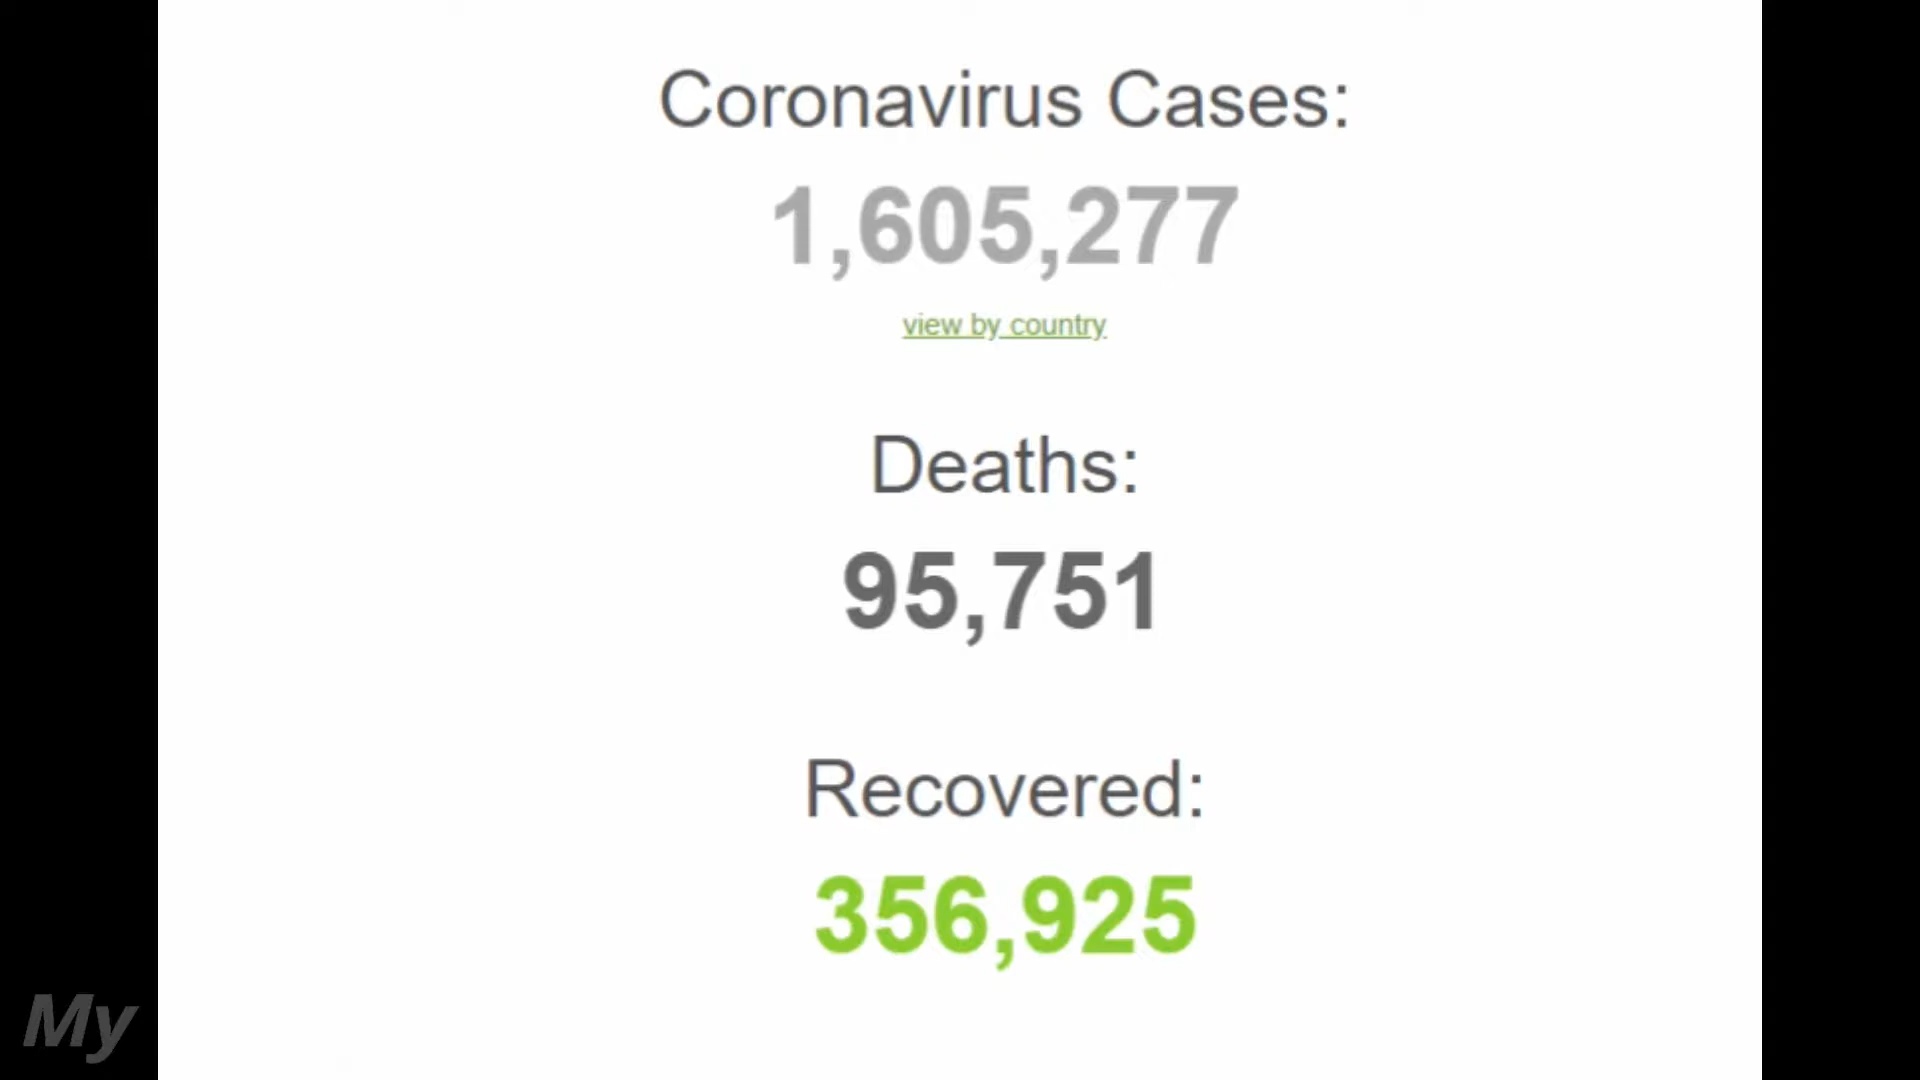 Coronavirus Cases:
1,605,277
view by country
Deaths:
95,751
Recovered:
356,925
My